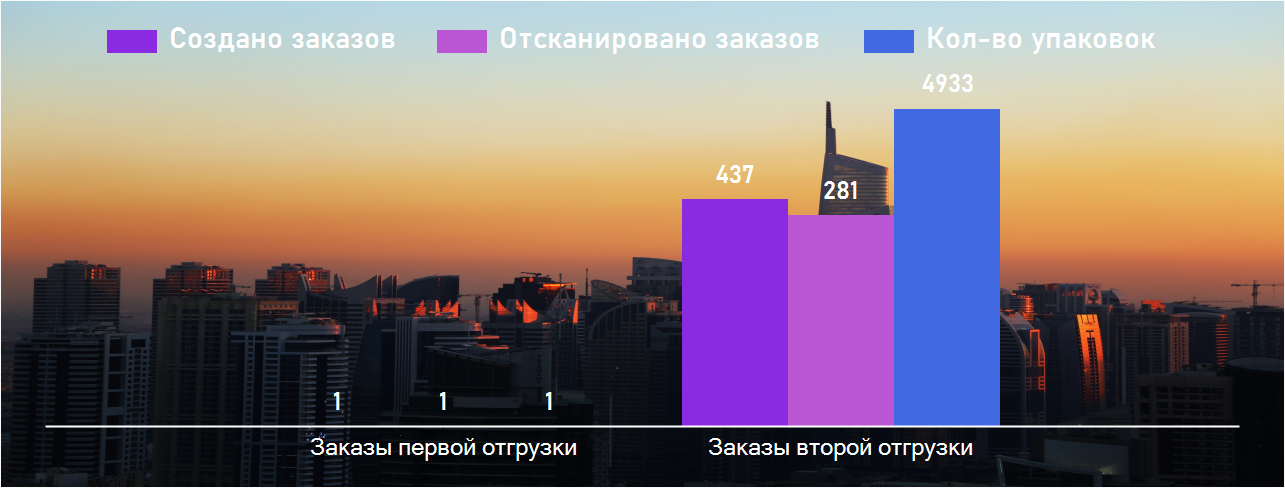 Создано заказов Отсканировано заказов Кол-во упаковок
4933
437
281
1 1 1
Заказы первой отгрузки Заказы второй отгрузки